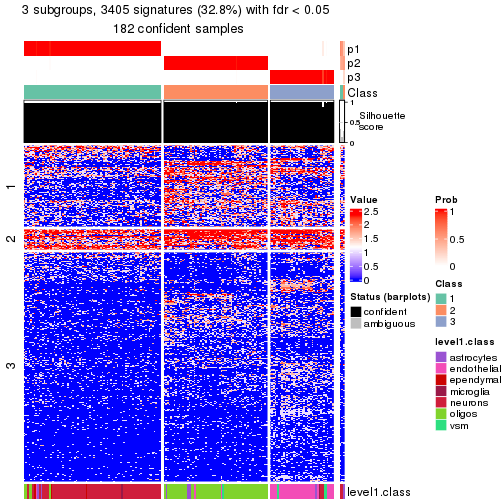 3 subgroups, 3405 signatures (32.8%) with fdr < 0.05
182 confident samples
p1
p2
p3
Class
1
0.5
0
Silhouette
score
1
2
3
Value
2.5
2
1.5
1
0.5
0
Prob
1
0.5
0
Status (barplots)
confident
ambiguous
Class
1
2
3
level1.class
astrocytes
endothelial
ependymal
microglia
neurons
oligos
vsm
level1.class